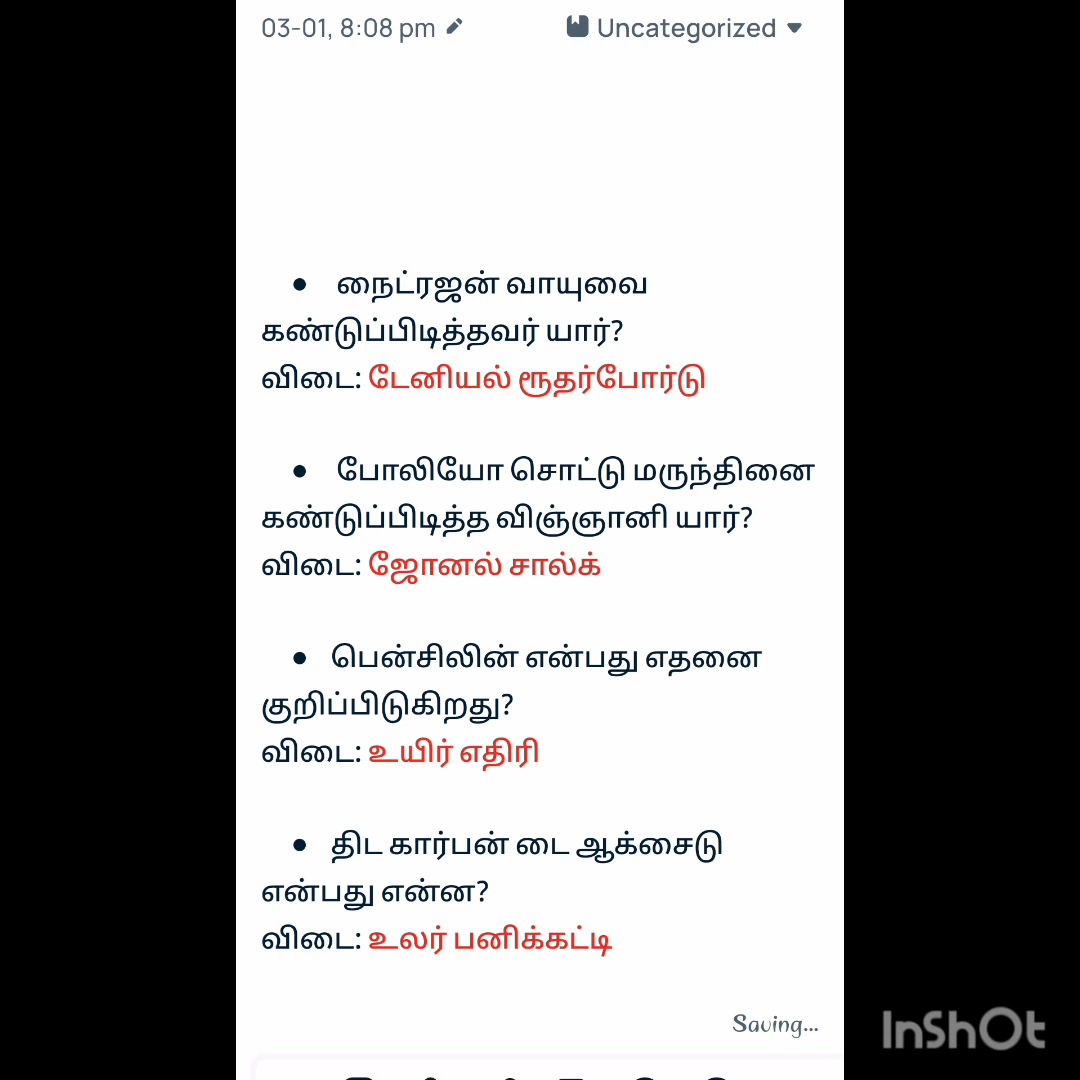 03-01, 8:08 pm Uncategorized
• நைட்ரஜன் வாயுவை
கண்டுப்பிடித்தவர் யார்?
விடை: டேனியல் ரூதர்போர்டு
• போலியோ சொட்டு மருந்தினை
கண்டுப்பிடித்த விஞ்ஞானி யார்?
விடை: ஜோனல் சால்க்
• பென்சிலின் என்பது எதனை
குறிப்பிடுகிறது?
விடை: உயிர் எதிரி
• திட கார்பன் டை ஆக்சைடு
என்பது என்ன?
விடை: உலர் பனிக்கட்டி
Saving...
InShOt